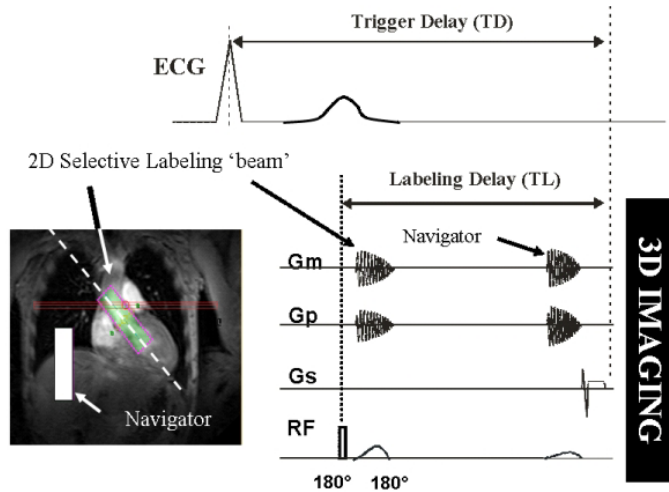 Trigger Delay (TD)
ECG
2D Selective Labeling ‘beam’
Labeling Delay (TL)
Navigator
Gm
Gp
Gs
RF
180° 180°
Navigator
3D IMAGING